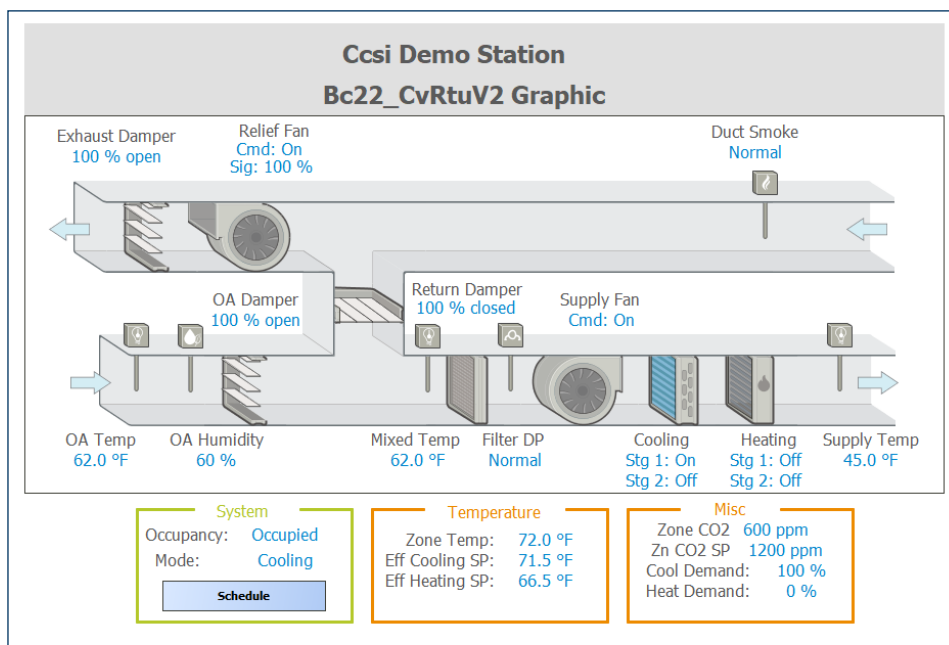 Ccsi Demo Station
Bc22_CvRtuV2 Graphic
Exhaust Damper
100 % open
Relief Fan
Cmd: On
Sig: 100 %
Duct Smoke
Normal
OA Damper
100 % open
Return Damper
100 % closed
Supply Fan
Cmd: On
OA Temp
62.0 °F
OA Humidity
60 %
Mixed Temp
62.0 °F
Filter DP
Normal
Cooling
Stg 1: On
Stg 2: Off
Heating
Stg 1: Off
Stg 2: Off
Supply Temp
45.0 °F
System
Occupancy: Occupied
Mode: Cooling
Schedule
Temperature
Zone Temp: 72.0 °F
Eff Cooling SP: 71.5 °F
Eff Heating SP: 66.5 °F
Misc
Zone CO2 600 ppm
Zn CO2 SP 1200 ppm
Cool Demand: 100 %
Heat Demand: 0 %